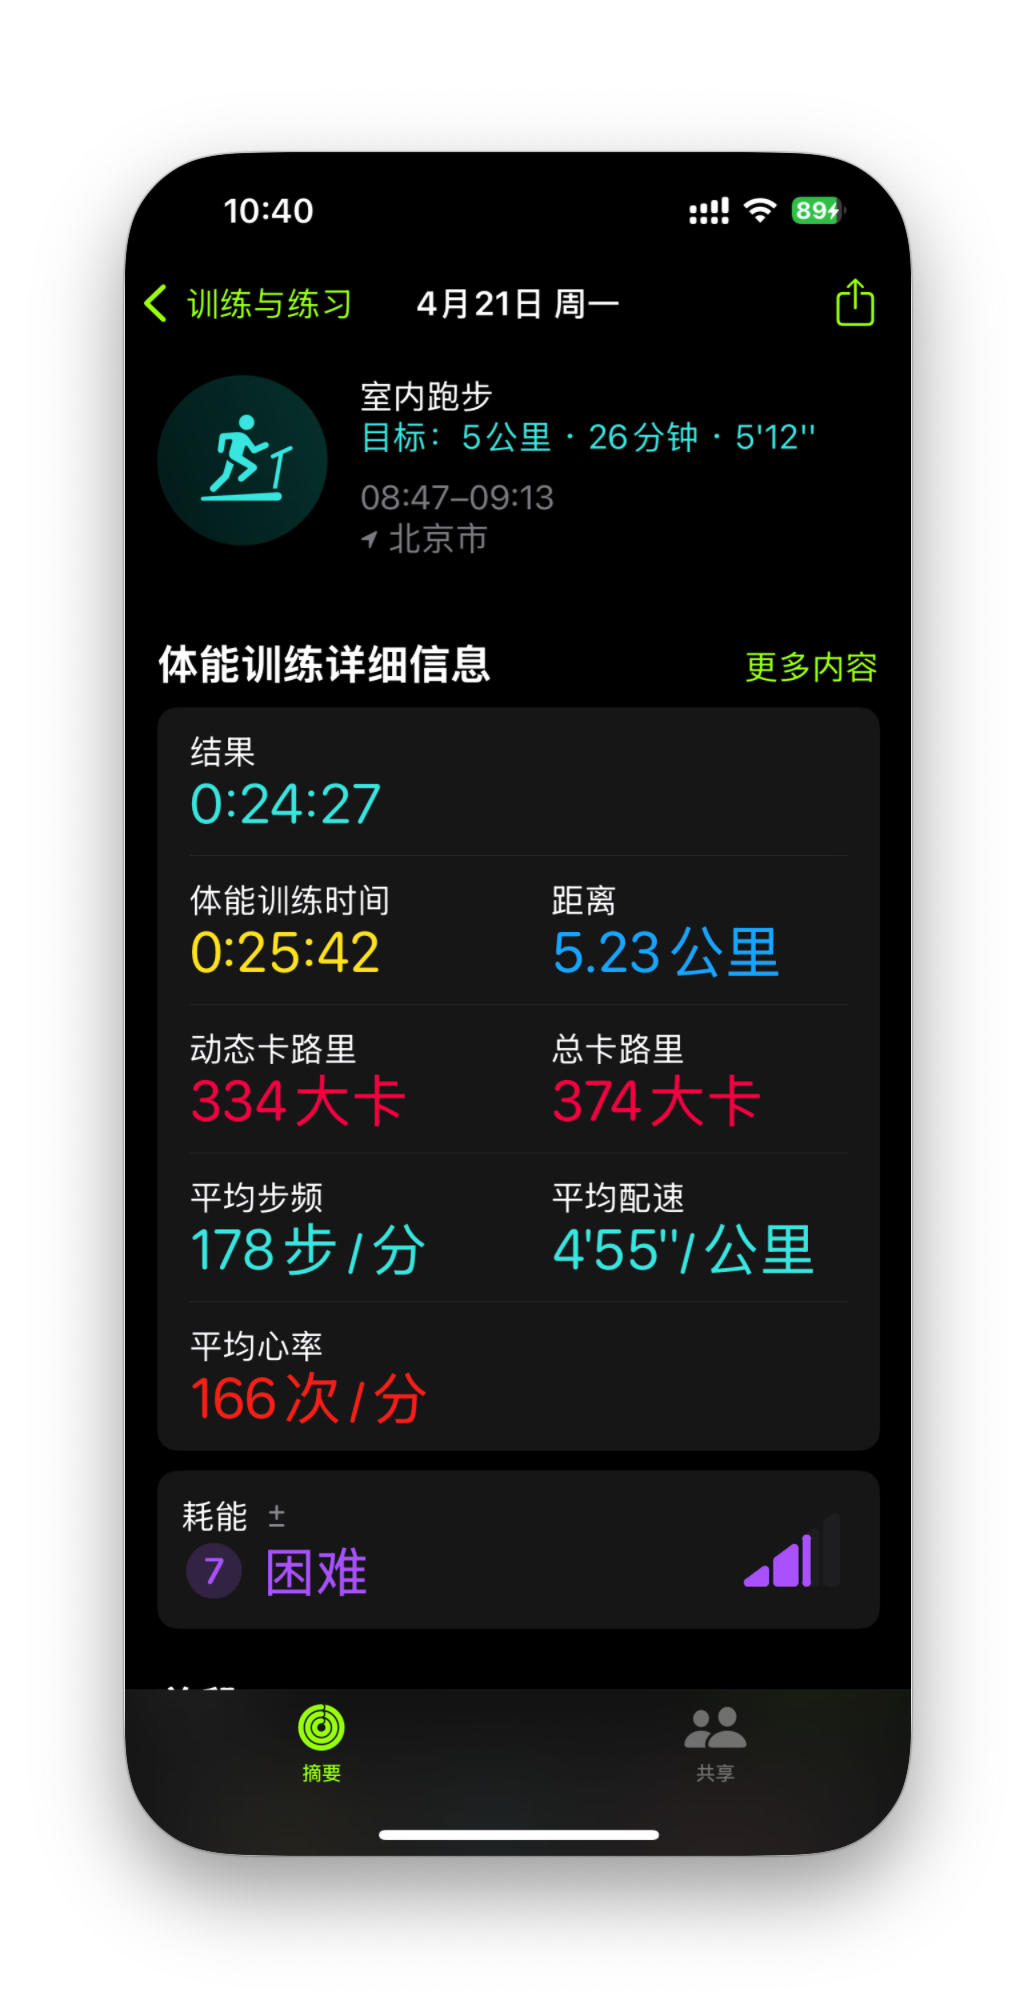 10:40
89
训练与练习
4月21日 周一
室内跑步
目标：5公里 · 26分钟 · 5'12''
08:47–09:13
北京市
体能训练详细信息
更多内容
结果
0:24:27
体能训练时间
距离
0:25:42
5.23公里
动态卡路里
总卡路里
334大卡
374大卡
平均步频
平均配速
178步/分
4'55''/公里
平均心率
166次/分
耗能 ±
7 困难
摘要
共享